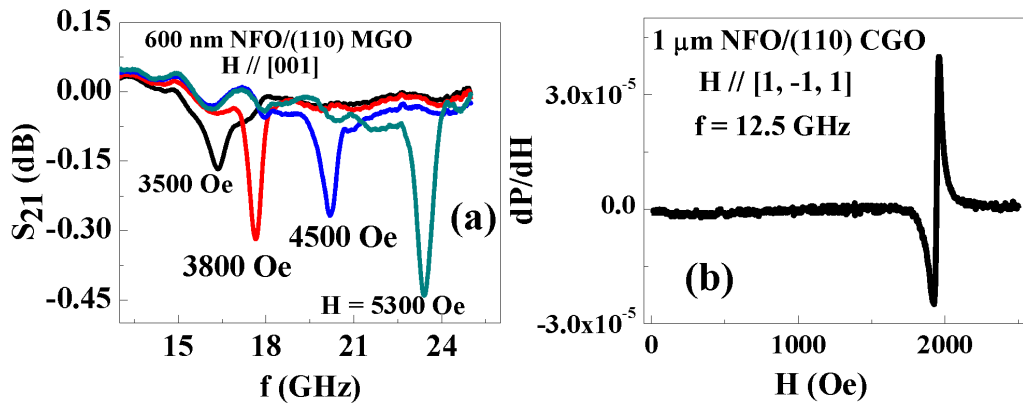 600 nm NFO/(110) MGO
H // [001]
0.15
0.00
-0.15
-0.30
-0.45
S21 (dB)
3500 Oe
3800 Oe
4500 Oe
H = 5300 Oe
(a)
15 18 21 24
f (GHz)
1 μm NFO/(110) CGO
H // [1, -1, 1]
f = 12.5 GHz
3.0x10-5
0.0
-3.0x10-5
dP/dH
(b)
0 1000 2000
H (Oe)